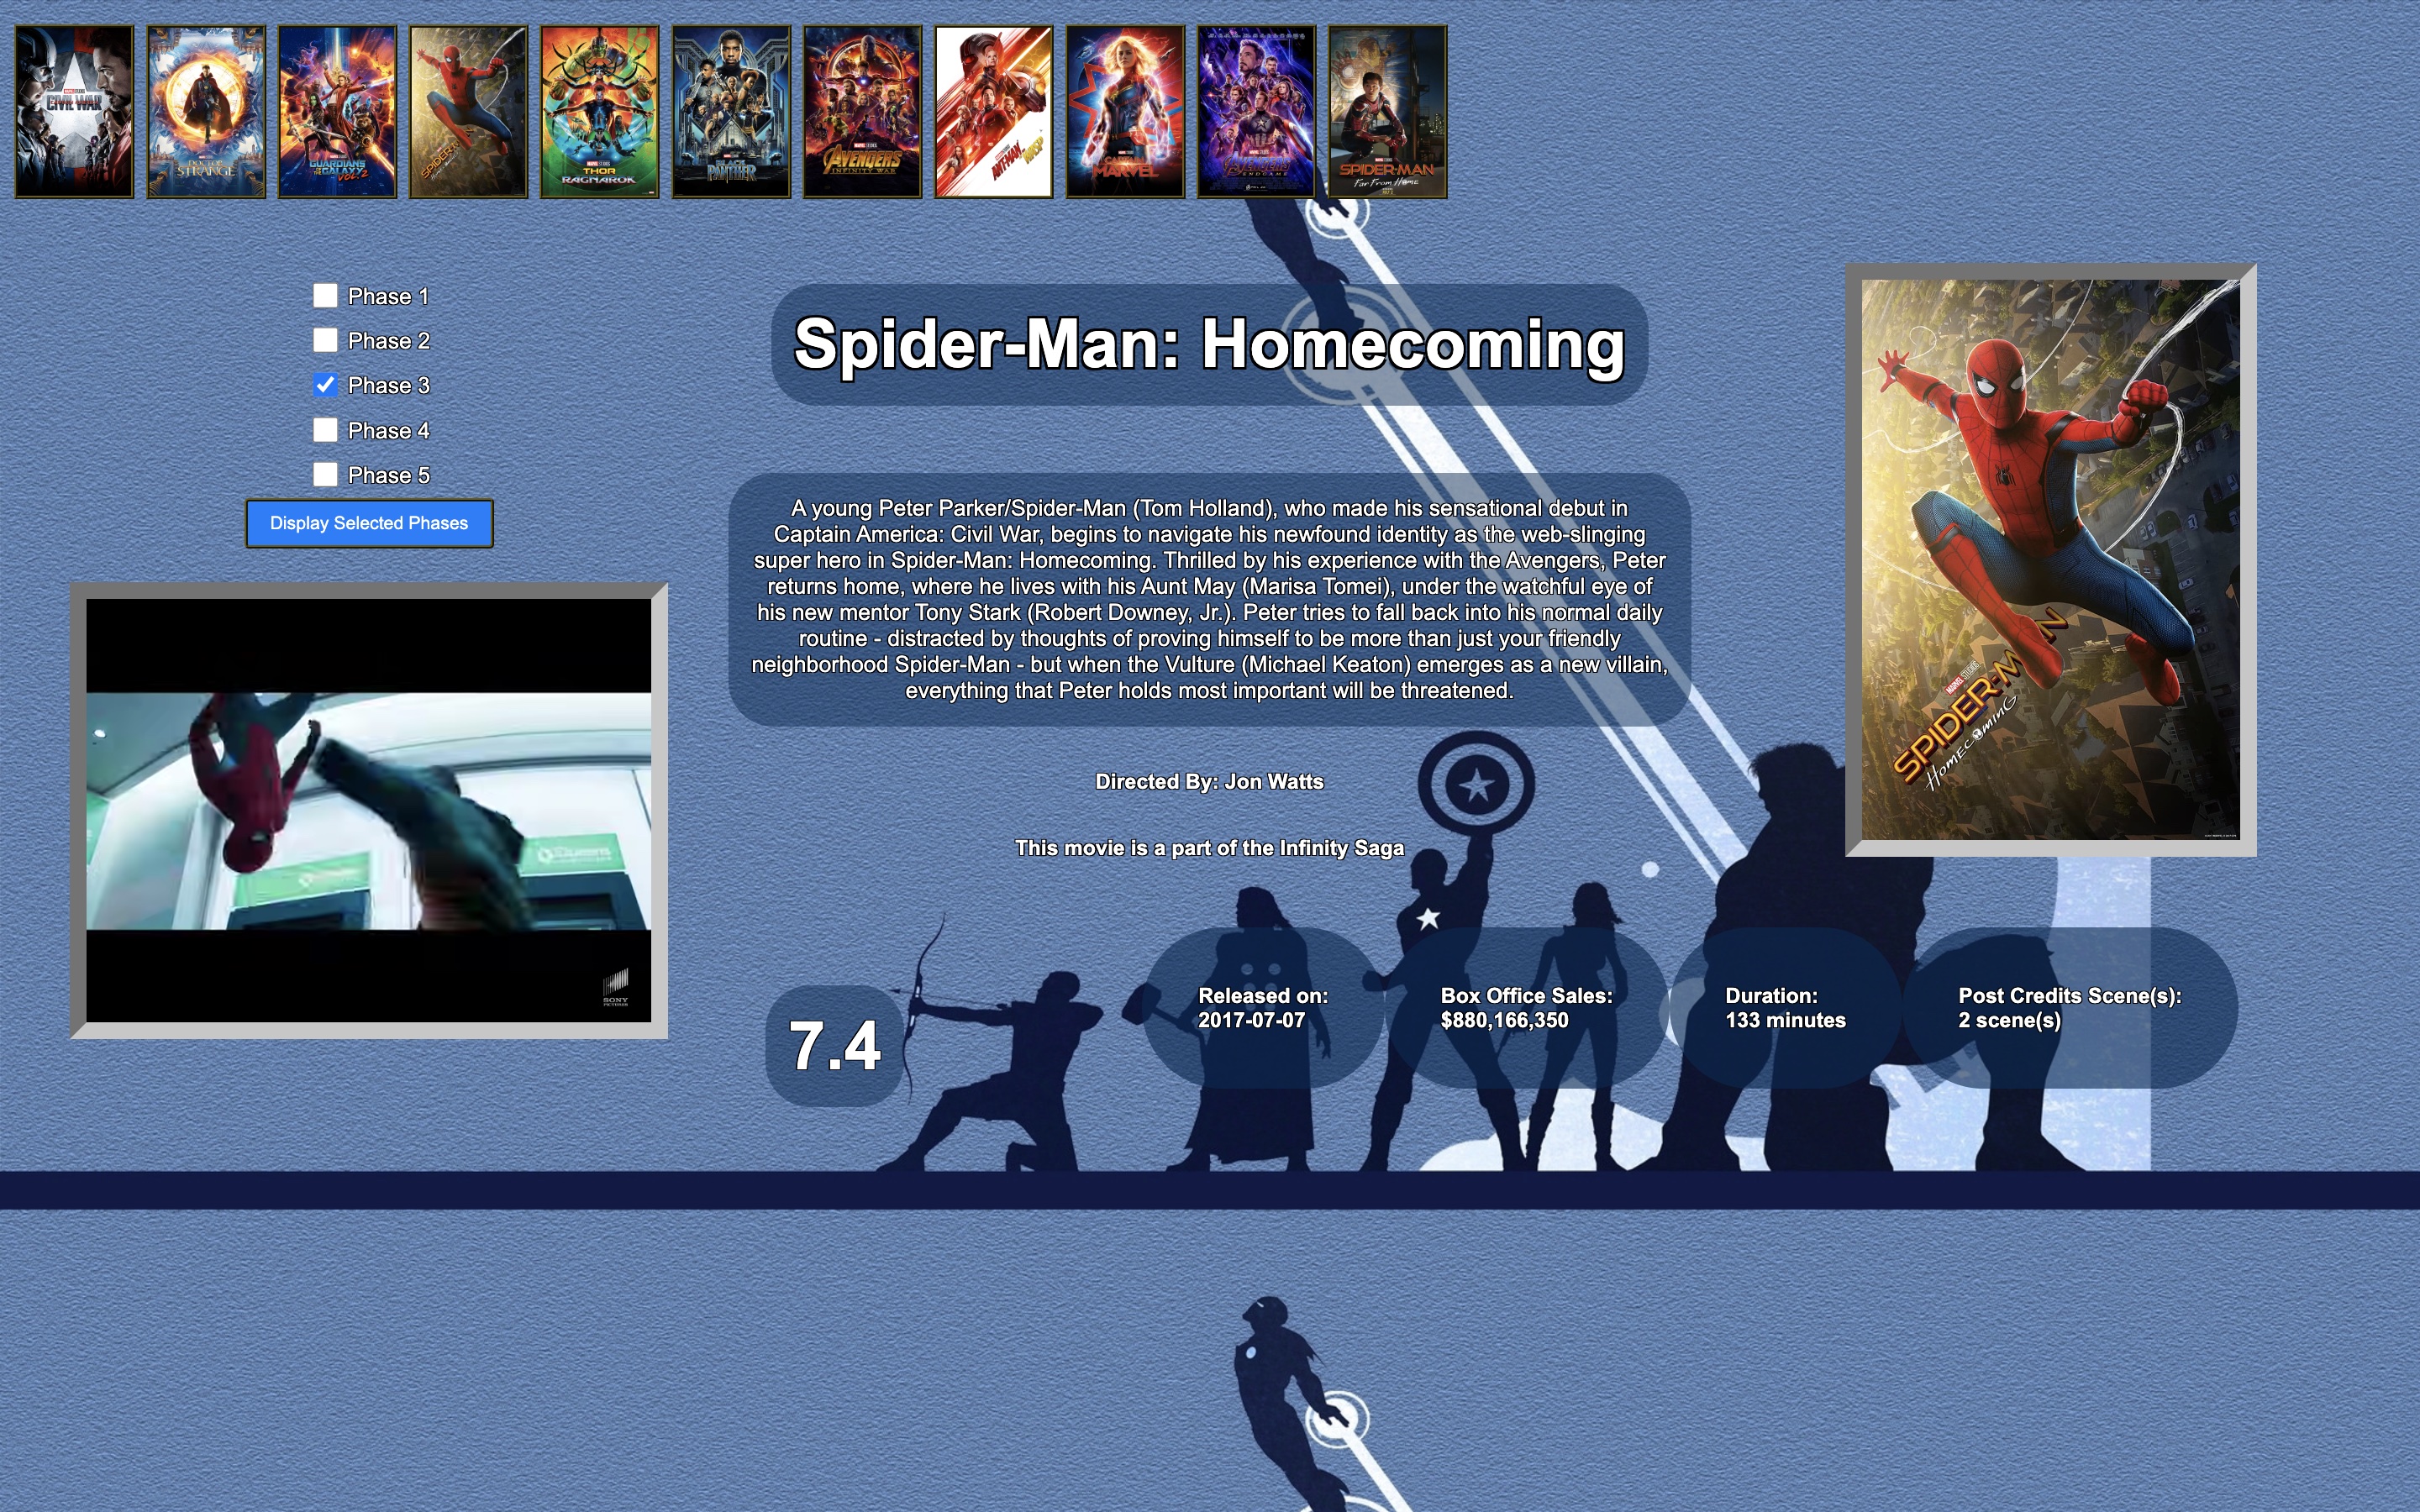 CIVIL WAR
DOCTOR
STRANGE
GUARDIANS
OF THE GALAXY
VOL. 2
SPIDER
THOR
RAGNAROK
BLACK
PANTHER
AVENGERS
INFINITY WAR
ANT-MAN
WASP
CAPTAIN
MARVEL
AVENGERS
ENDGAME
SPIDER-MAN
Far From Home
Phase 1
Phase 2
Phase 3
Phase 4
Phase 5
Display Selected Phases
Spider-Man: Homecoming
A young Peter Parker/Spider-Man (Tom Holland), who made his sensational debut in
Captain America: Civil War, begins to navigate his newfound identity as the web-slinging
super hero in Spider-Man: Homecoming. Thrilled by his experience with the Avengers, Peter
returns home, where he lives with his Aunt May (Marisa Tomei), under the watchful eye of
his new mentor Tony Stark (Robert Downey, Jr.). Peter tries to fall back into his normal daily
routine - distracted by thoughts of proving himself to be more than just your friendly
neighborhood Spider-Man - but when the Vulture (Michael Keaton) emerges as a new villain,
everything that Peter holds most important will be threatened.
Directed By: Jon Watts
This movie is a part of the Infinity Saga
MARVEL STUDIOS
SPIDER-M N
HOMECOMING
Queens
SONY
PICTURES
7.4
Released on:
2017-07-07
Box Office Sales:
$880,166,350
Duration:
133 minutes
Post Credits Scene(s):
2 scene(s)